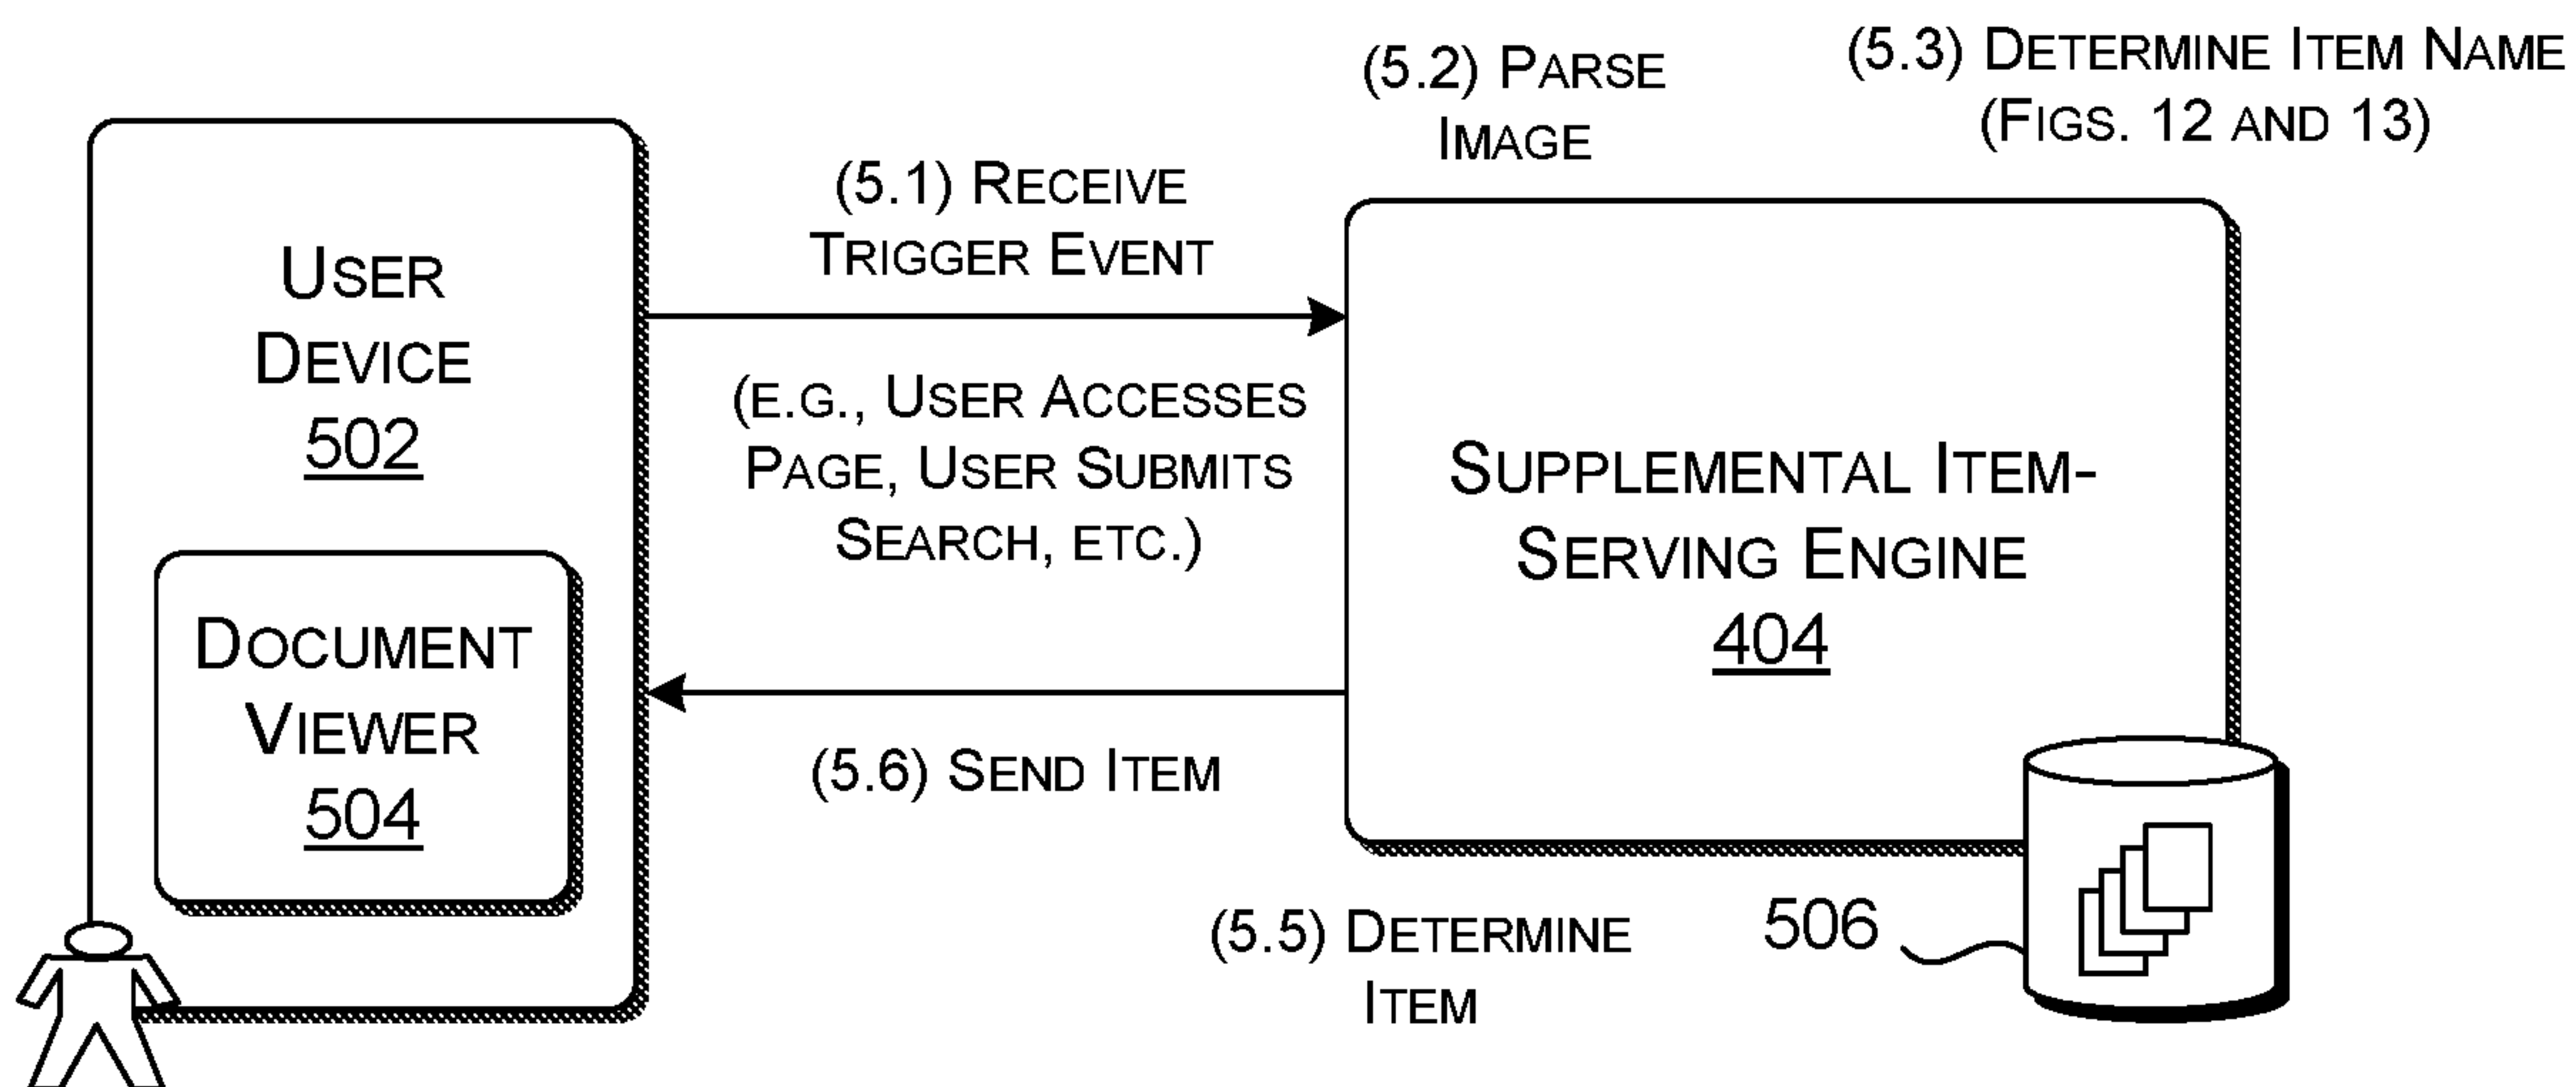 (5.2) PARSE
IMAGE
(5.3) DETERMINE ITEM NAME
(FIGS. 12 AND 13)
(5.1) RECEIVE
TRIGGER EVENT
USER
DEVICE
502
(E.G., USER ACCESSES
PAGE, USER SUBMITS
SEARCH, ETC.)
SUPPLEMENTAL ITEM-
SERVING ENGINE
404
DOCUMENT
VIEWER
504
(5.6) SEND ITEM
(5.5) DETERMINE
ITEM
506